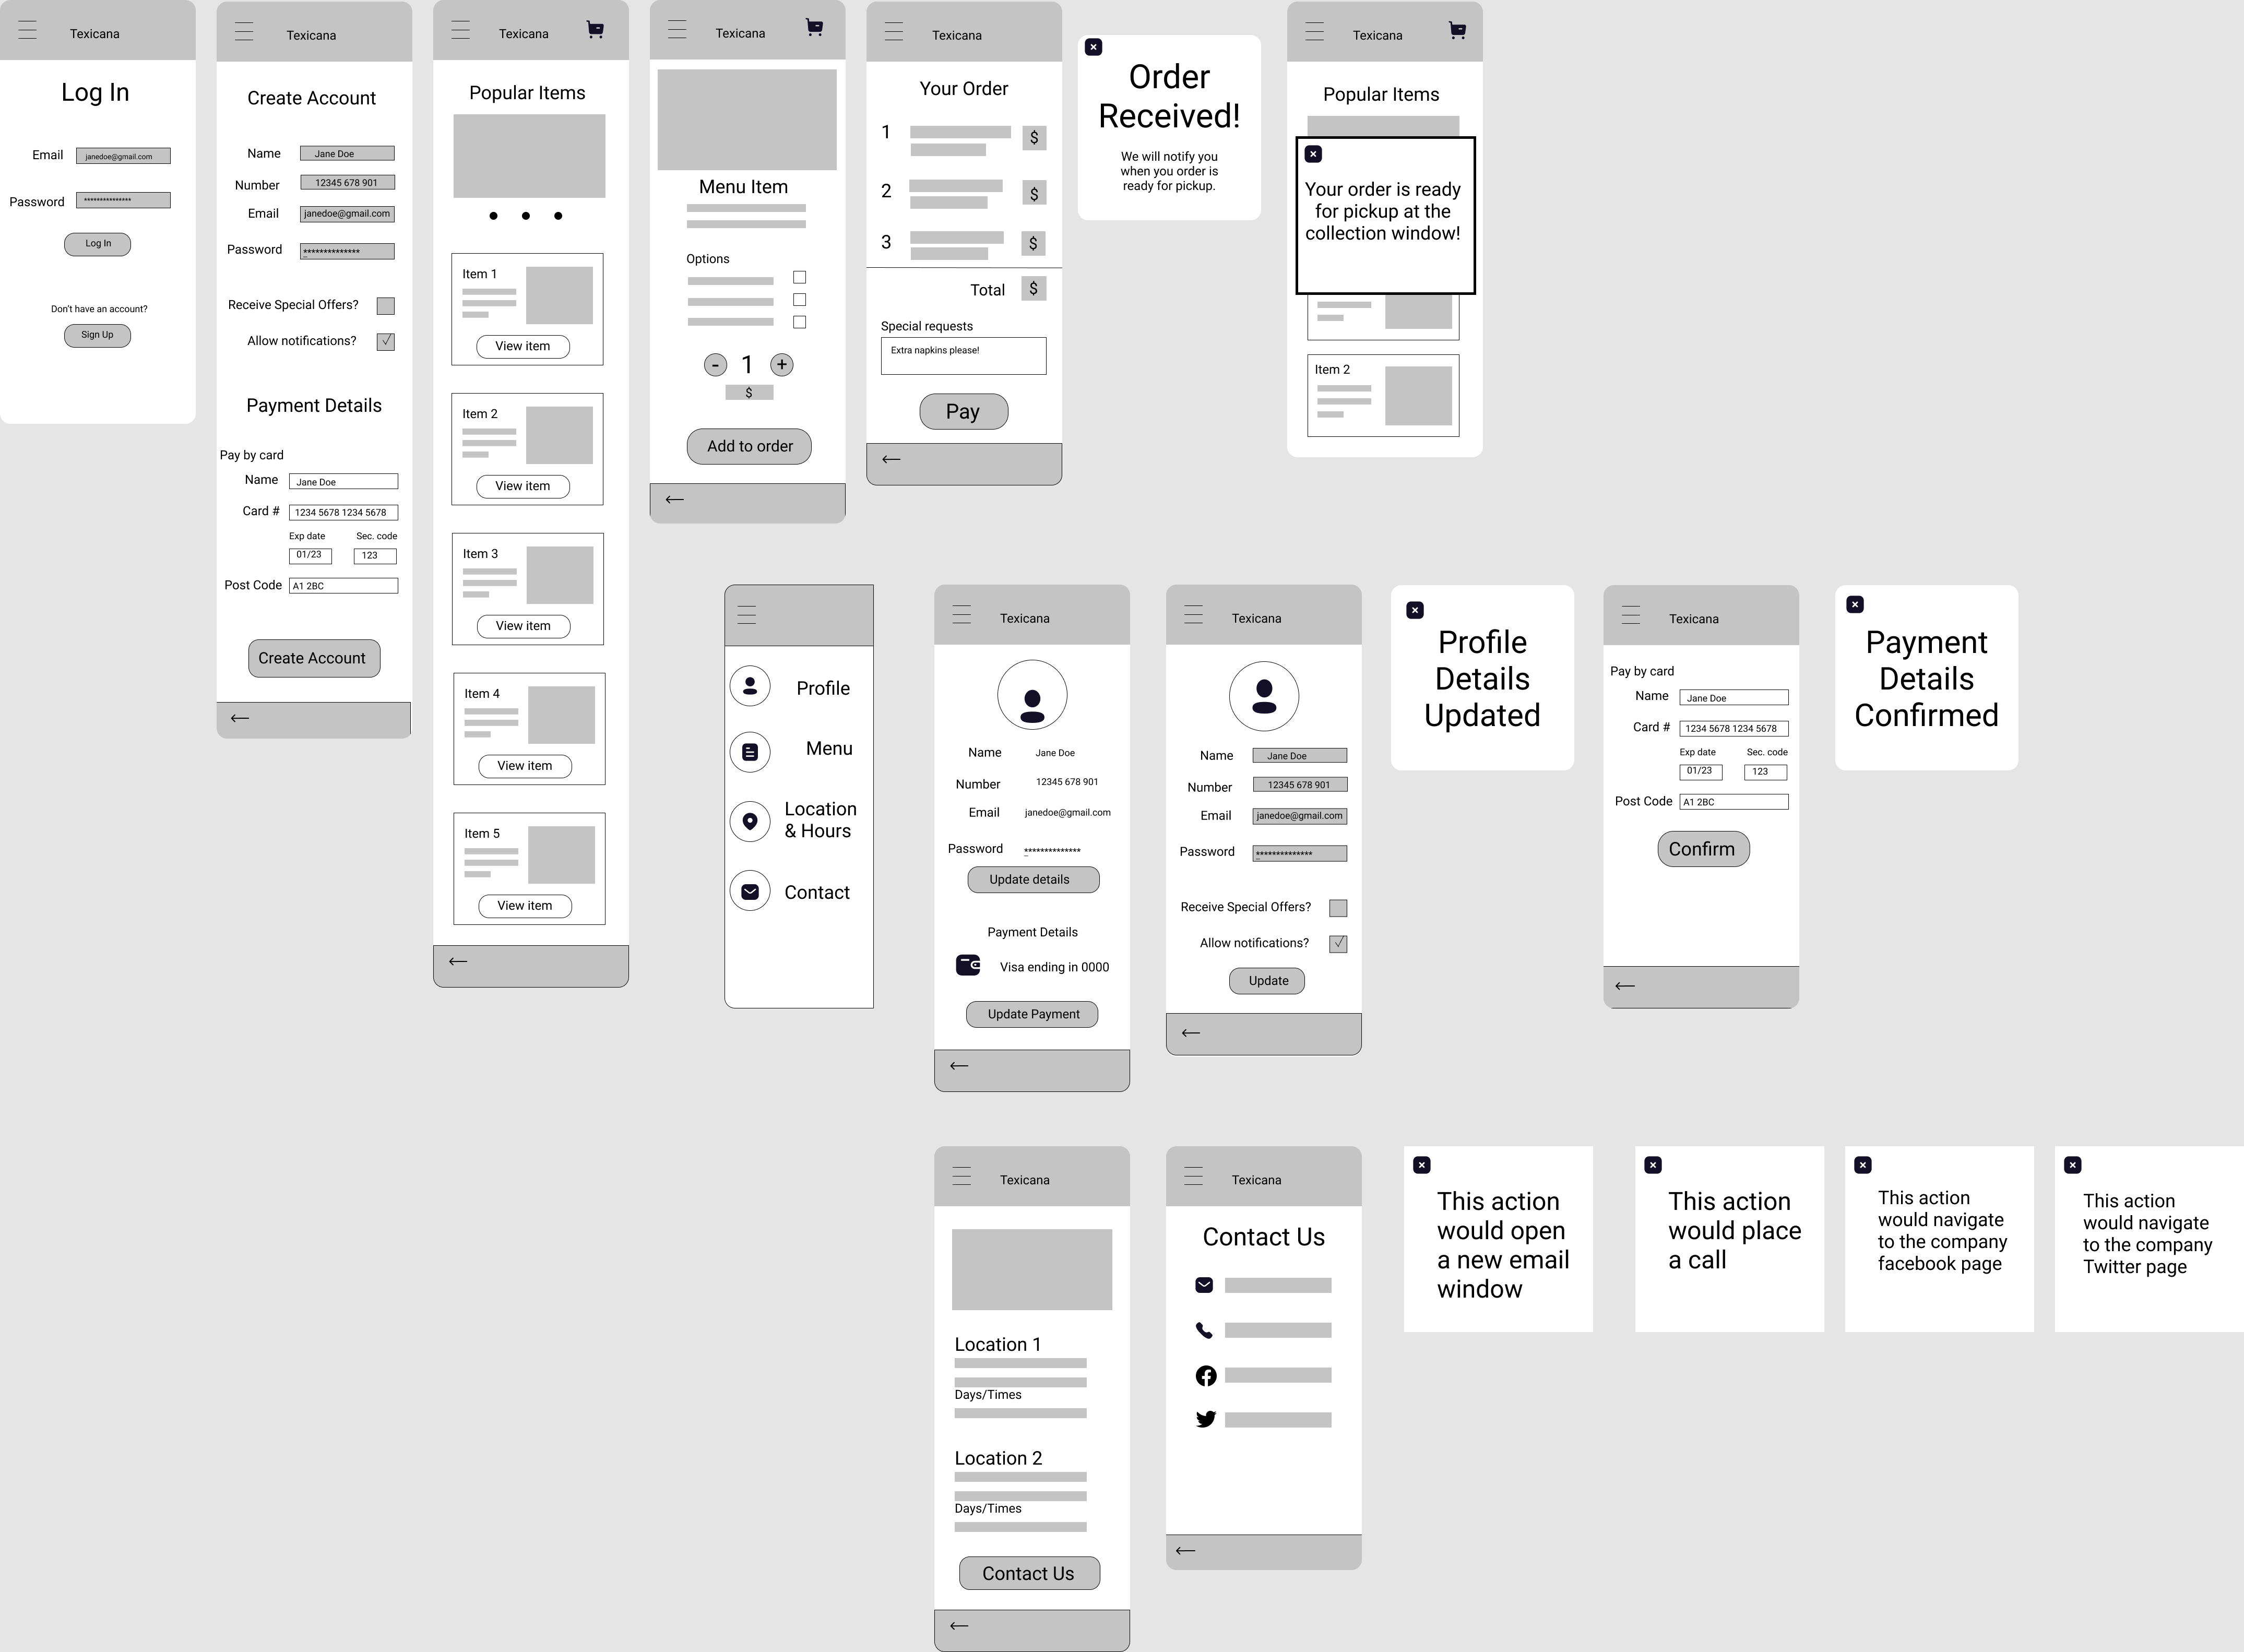 Texicana
Log In
Email
janedoe@gmail.com
Password
***************
Log In
Don't have an account?
Sign Up
Texicana
Create Account
Name
Jane Doe
Number
12345 678 901
Email
janedoe@gmail.com
Password
**************
Receive Special Offers?
Allow notifications?
Payment Details
Pay by card
Name
Jane Doe
Card #
1234 5678 1234 5678
Exp date
Sec. code
01/23
123
Post Code
A1 2BC
Create Account
Texicana
Popular Items
Item 1
View item
Item 2
View item
Item 3
View item
Item 4
View item
Item 5
View item
Texicana
Menu Item
Options
- 1 +
$
Add to order
Texicana
Your Order
1
$
2
$
3
$
Total
$
Special requests
Extra napkins please!
Pay
Order
Received!
We will notify you
when you order is
ready for pickup.
Texicana
Popular Items
Your order is ready
for pickup at the
collection window!
Item 2
Profile
Menu
Location
& Hours
Contact
Texicana
Name
Jane Doe
Number
12345 678 901
Email
janedoe@gmail.com
Password
**************
Update details
Payment Details
Visa ending in 0000
Update Payment
Texicana
Name
Jane Doe
Number
12345 678 901
Email
janedoe@gmail.com
Password
**************
Receive Special Offers?
Allow notifications?
Update
Profile
Details
Updated
Texicana
Pay by card
Name
Jane Doe
Card #
1234 5678 1234 5678
Exp date
Sec. code
01/23
123
Post Code
A1 2BC
Confirm
Payment
Details
Confirmed
Texicana
Location 1
Days/Times
Location 2
Days/Times
Contact Us
Texicana
Contact Us
This action
would open
a new email
window
This action
would place
a call
This action
would navigate
to the company
facebook page
This action
would navigate
to the company
Twitter page